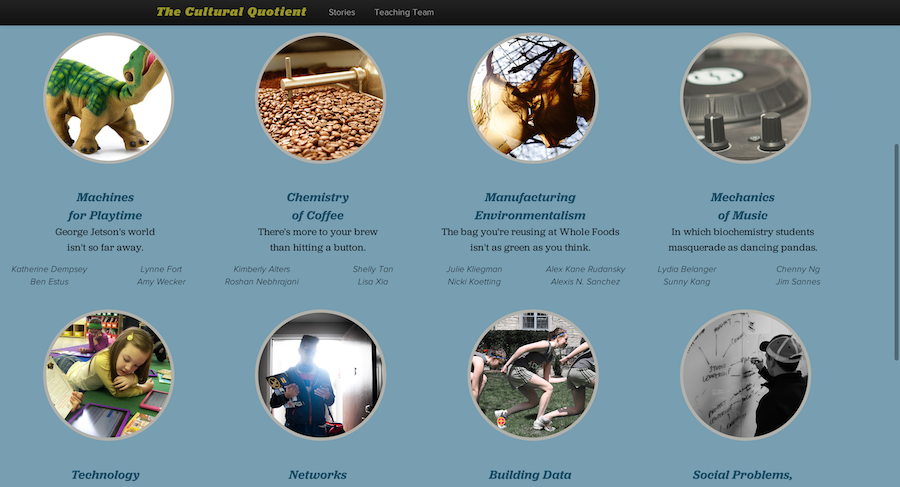 The Cultural Quotient
Stories
Teaching Team
Machines
for Playtime
George Jetson's world
isn't so far away.
Katherine Dempsey
Lynne Fort
Ben Estus
Amy Wecker
Chemistry
of Coffee
There's more to your brew
than hitting a button.
Kimberly Alters
Shelly Tan
Roshan Nebhrajani
Lisa Xia
Manufacturing
Environmentalism
The bag you're reusing at Whole Foods
isn't as green as you think.
Julie Kliegman
Alex Kane Rudansky
Nicki Koetting
Alexis N. Sanchez
Mechanics
of Music
In which biochemistry students
masquerade as dancing pandas.
Lydia Belanger
Chenny Ng
Sunny Kang
Jim Sannes
Technology
Networks
Building Data
Social Problems,